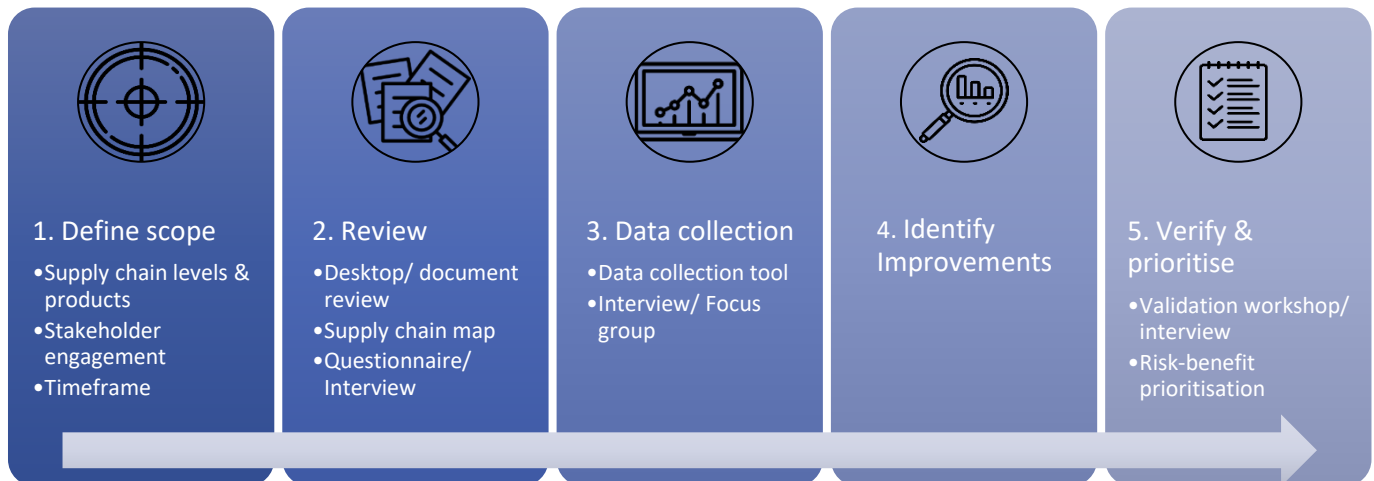 1. Define scope
•Supply chain levels &
products
•Stakeholder
engagement
•Timeframe
2. Review
•Desktop/ document
review
•Supply chain map
•Questionnaire/
Interview
3. Data collection
•Data collection tool
•Interview/ Focus
group
4. Identify
Improvements
5. Verify &
prioritise
•Validation workshop/
interview
•Risk-benefit
prioritisation